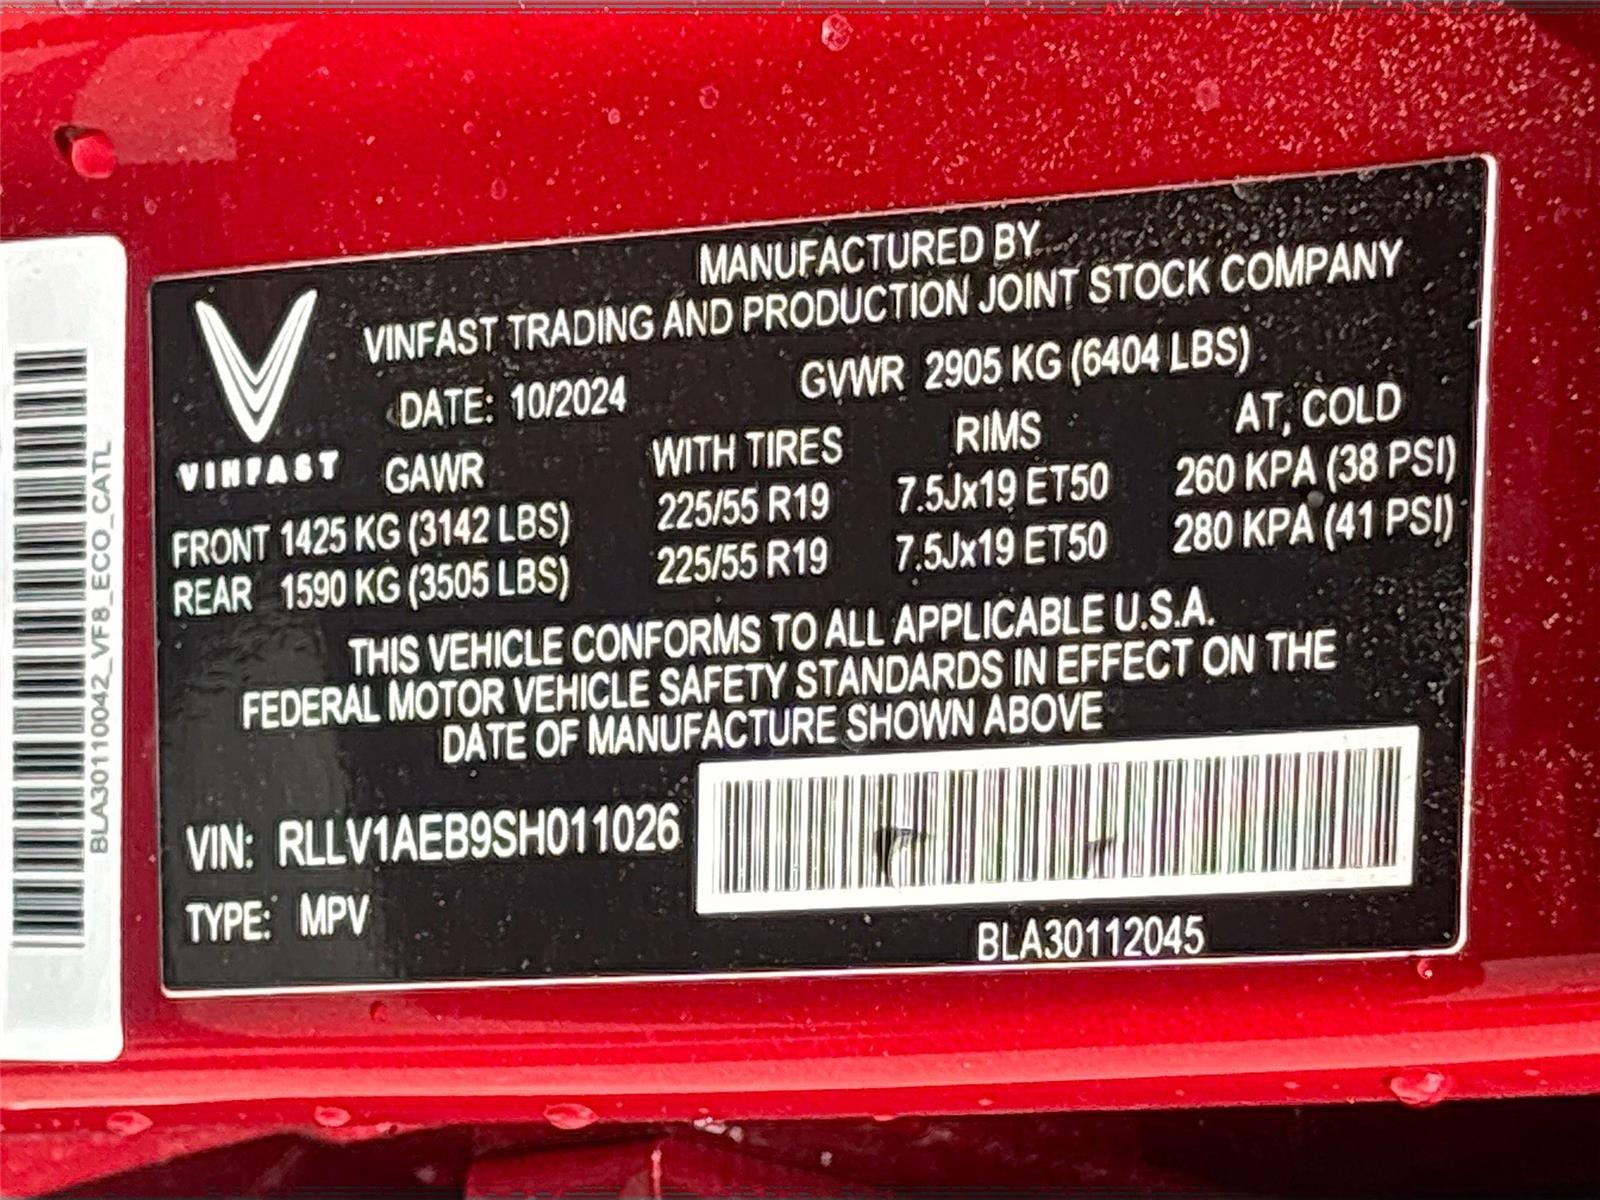 MANUFACTURED BY
VINFAST TRADING AND PRODUCTION JOINT STOCK COMPANY
DATE: 10/2024 GVWR 2905 KG (6404 LBS)
VINFAST
GAWR WITH TIRES RIMS AT, COLD
FRONT 1425 KG (3142 LBS) 225/55 R19 7.5Jx19 ET50 260 KPA (38 PSI)
REAR 1590 KG (3505 LBS) 225/55 R19 7.5Jx19 ET50 280 KPA (41 PSI)
THIS VEHICLE CONFORMS TO ALL APPLICABLE U.S.A.
FEDERAL MOTOR VEHICLE SAFETY STANDARDS IN EFFECT ON THE
DATE OF MANUFACTURE SHOWN ABOVE
VIN: RLLV1AEB9SH011026
TYPE: MPV
BLA30112045
BLA30110042_VF8_ECO_CATL